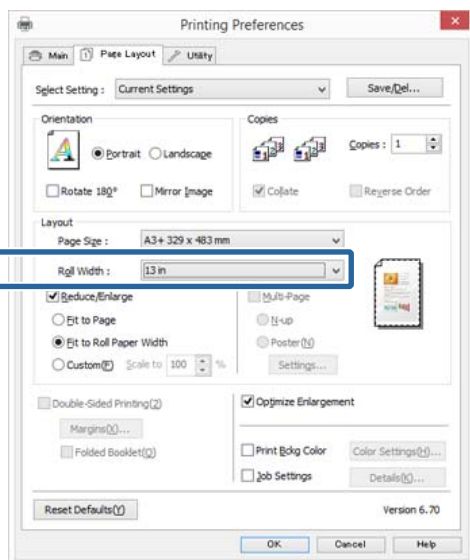 Printing Preferences
Main
Page Layout
Utility
Select Setting : Current Settings Save/Del...
Orientation
Portrait Landscape
Rotate 180° Mirror Image
Copies
Copies : 1
Collate Reverse Order
Layout
Page Size : A3+ 329 x 483 mm
Roll Width : 13 in
Reduce/Enlarge
Fit to Page
Fit to Roll Paper Width
Custom(F) Scale to 100 %
Multi-Page
N-up
Poster(N)
Settings...
Double-Sided Printing(2)
Margins(X)...
Folded Booklet(Q)
Optimize Enlargement
Print Bckg Color Color Settings(H)...
Job Settings Details(K)...
Reset Defaults(Y) Version 6.70
OK Cancel Help